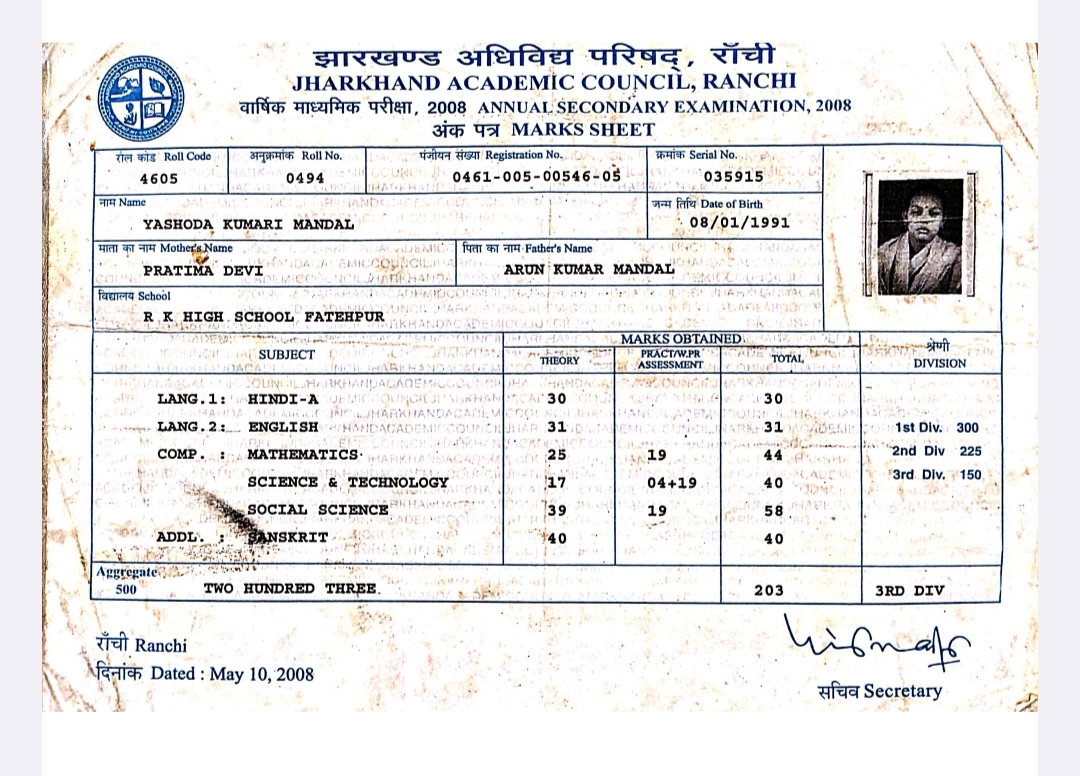 झारखण्ड अधिविद्य परिषद्, राँची
JHARKHAND ACADEMIC COUNCIL, RANCHI
वार्षिक माध्यमिक परीक्षा, 2008 ANNUAL SECONDARY EXAMINATION, 2008
अंक पत्र MARKS SHEET
रोल कोड Roll Code अनुक्रमांक Roll No. पंजीयन संख्या Registration No. क्रमांक Serial No.
4605 0494 0461-005-00546-05 035915
नाम Name जन्म तिथि Date of Birth
YASHODA KUMARI MANDAL 08/01/1991
माता का नाम Mother's Name पिता का नाम Father's Name
PRATIMA DEVI ARUN KUMAR MANDAL
विद्यालय School
R K HIGH SCHOOL FATEHPUR
SUBJECT MARKS OBTAINED श्रेणी
THEORY PRACT/W.PR ASSESSMENT TOTAL DIVISION
LANG.1: HINDI-A 30 30
LANG.2: ENGLISH 31 31 1st Div. 300
COMP. : MATHEMATICS 25 19 44 2nd Div 225
SCIENCE & TECHNOLOGY 17 04+19 40 3rd Div. 150
SOCIAL SCIENCE 39 19 58
ADDL. : SANSKRIT 40 40
Aggregate
500 TWO HUNDRED THREE. 203 3RD DIV
राँची Ranchi
दिनांक Dated : May 10, 2008
सचिव Secretary